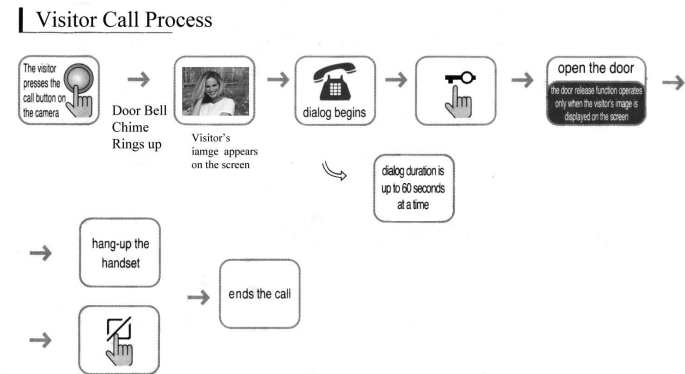 Visitor Call Process
The visitor
presses the
call button on
the camera
Door Bell
Chime
Rings up
Visitor's
iamge appears
on the screen
dialog begins
dialog duration is
up to 60 seconds
at a time
open the door
the door release function operates
only when the visitor's image is
displayed on the screen
hang-up the
handset
ends the call